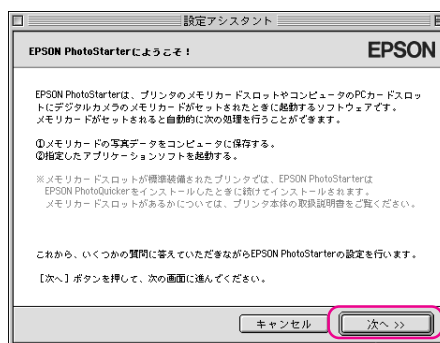 設定アシスタント
EPSON PhotoStarterにようこそ！
EPSON
EPSON PhotoStarterは、プリンタのメモリカードスロットやコンピュータのPCカードスロッ
トにデジタルカメラのメモリカードがセットされたときに起動するソフトウェアです。
メモリカードがセットされると自動的に次の処理を行うことができます。
①メモリカードの写真データをコンピュータに保存する。
②指定したアプリケーションソフトを起動する。
※メモリカードスロットが標準装備されたプリンタでは、EPSON PhotoStarterは
EPSON PhotoQuickerをインストールしたときに続けてインストールされます。
メモリカードスロットがあるかについては、プリンタ本体の取扱説明書をご覧ください。
これから、いくつかの質問に答えていただきながらEPSON PhotoStarterの設定を行います。
［次へ］ボタンを押して、次の画面に進んでください。
キャンセル
次へ >>